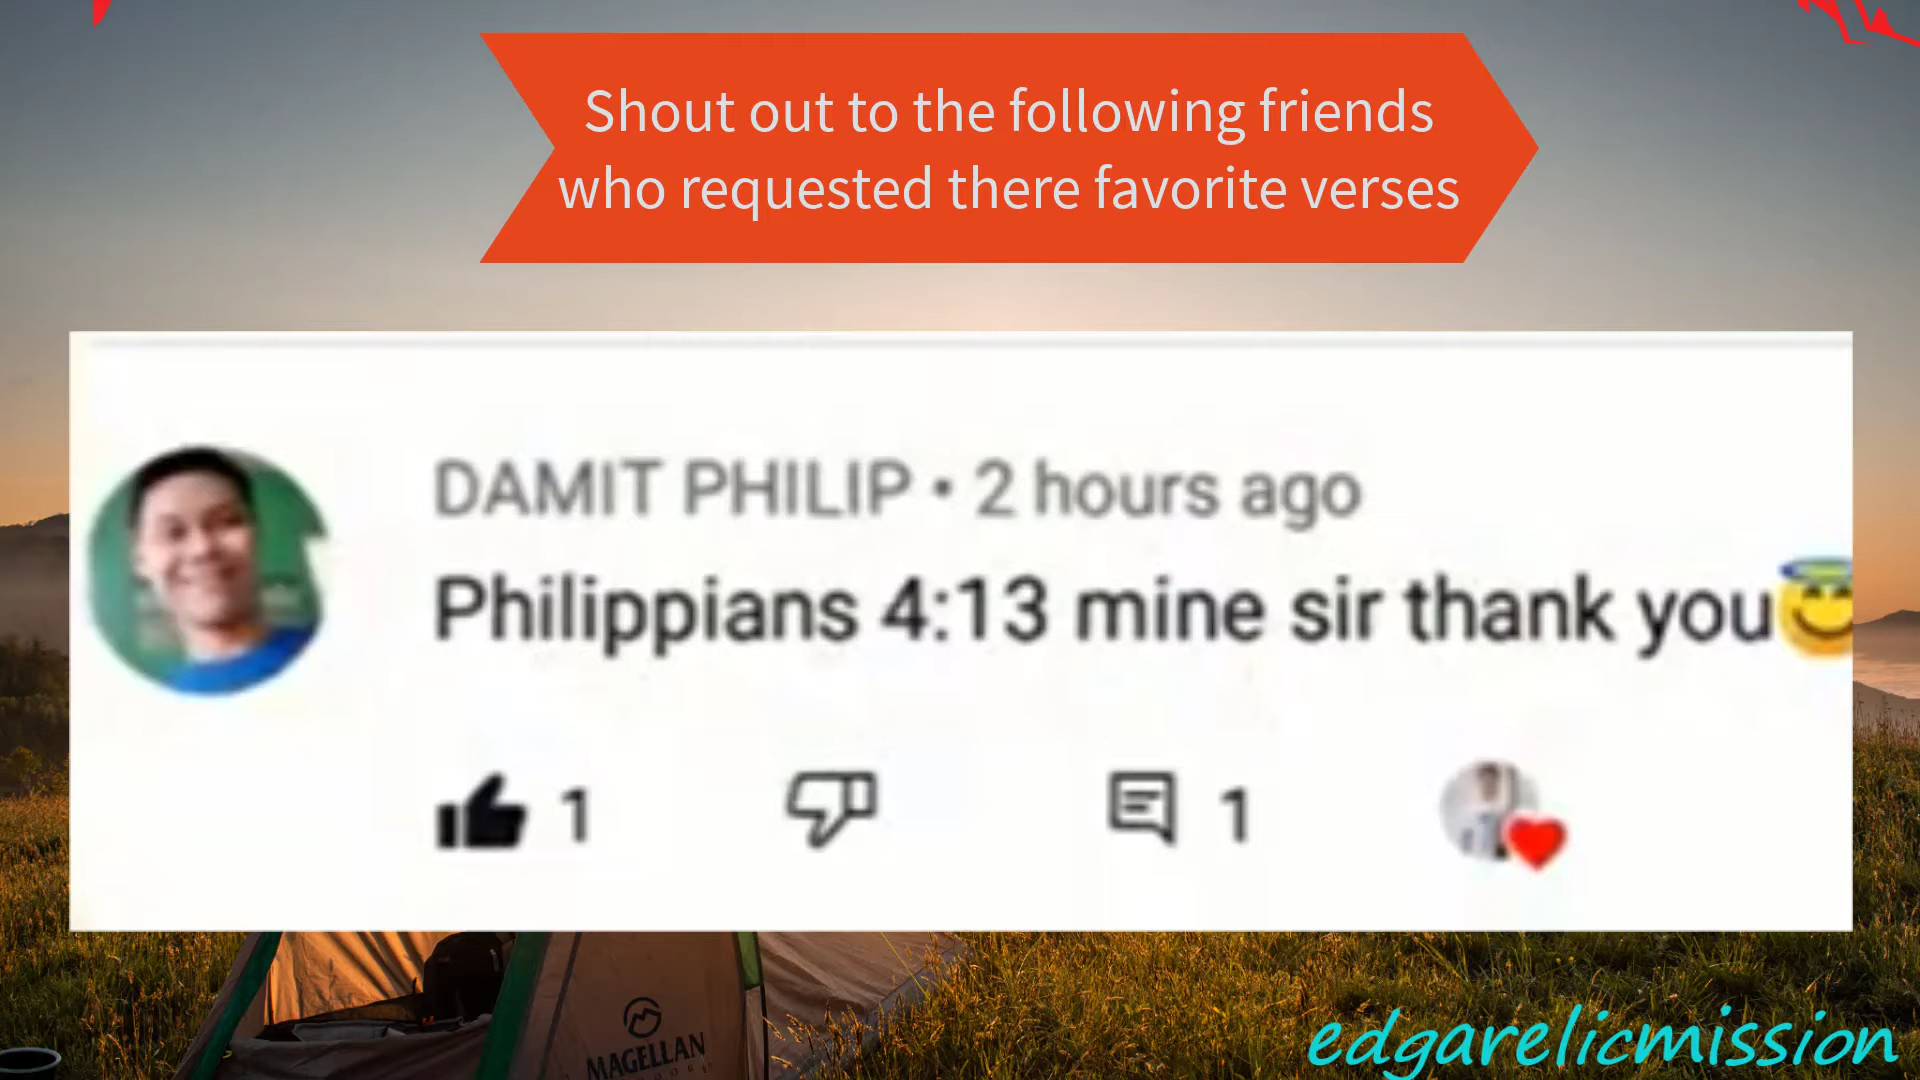 Shout out to the following friends
who requested there favorite verses
DAMIT PHILIP • 2 hours ago
Philippians 4:13 mine sir thank you😇
1
1
MAGELLAN
edgarelicmission